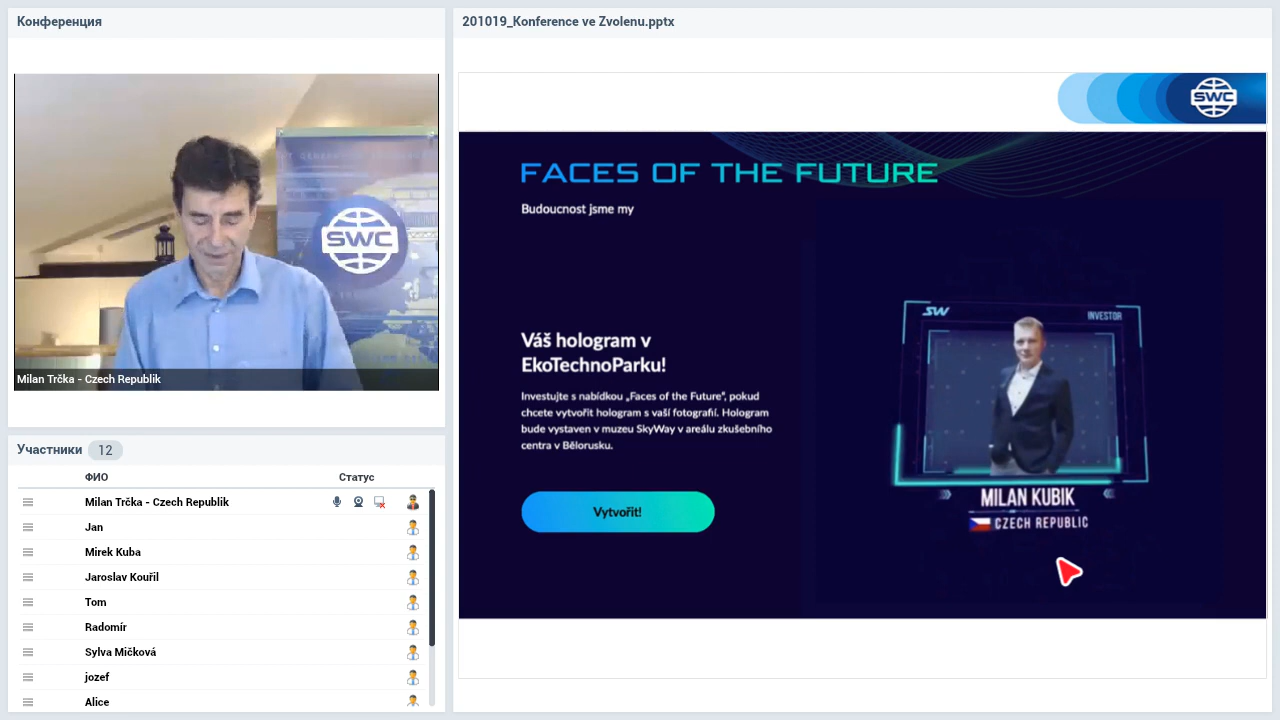 Конференция
SWC
Milan Trčka - Czech Republik
Участники 12
ФИО Статус
Milan Trčka - Czech Republik
Jan
Mirek Kuba
Jaroslav Kouřil
Tom
Radomír
Sylva Mičková
jozef
Alice
201019_Konference ve Zvolenu.pptx
SWC
FACES OF THE FUTURE
Budoucnost jsme my
Váš hologram v
EkoTechnoParku!
Investujte s nabídkou „Faces of the Future“, pokud
chcete vytvořit hologram s vaší fotografií. Hologram
bude vystaven v muzeu SkyWay v areálu zkušebního
centra v Bělorusku.
Vytvořit!
SW INVESTOR
MILAN KUBIK
CZECH REPUBLIC